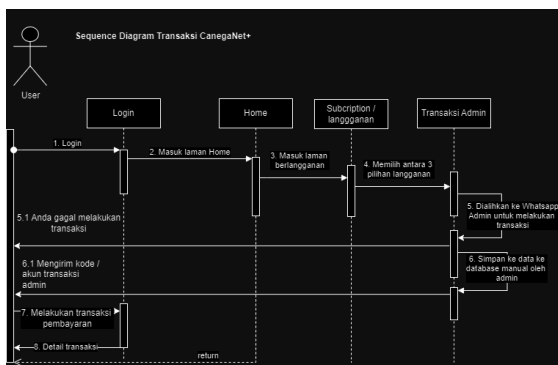 Sequence Diagram Transaksi CanegaNet+
User
Login
Home
Subcription /
langgganan
Transaksi Admin
1. Login
2. Masuk laman Home
3. Masuk laman
berlangganan
4. Memilih antara 3
pilihan langganan
5. Dialihkan ke Whatsapp
Admin untuk melakukan
transaksi
5.1 Anda gagal melakukan
transaksi
6. Simpan ke data ke
database manual oleh
admin
6.1 Mengirim kode /
akun transaksi
admin
7. Melakukan transaksi
pembayaran
8. Detail transaksi
return